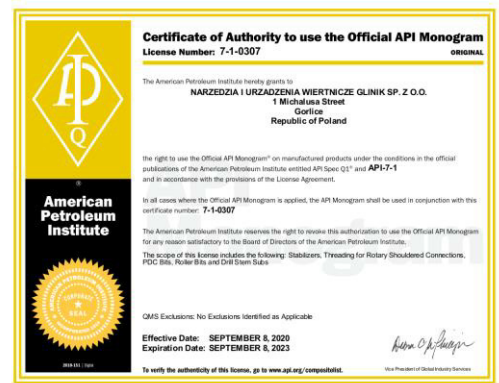 Certificate of Authority to use the Official API Monogram
License Number: 7-1-0307
ORIGINAL
The American Petroleum Institute hereby grants to
NARZEDZIA I URZADZENIA WIERTNICZE GLINIK SP. Z O.O.
1 Michalusa Street
Gorlice
Republic of Poland
the right to use the Official API Monogram® on manufactured products under the conditions in the official
publications of the American Petroleum Institute entitled API Spec Q1® and API-7-1
and in accordance with the provisions of the License Agreement.
In all cases where the Official API Monogram is applied, the API Monogram shall be used in conjunction with this
certificate number: 7-1-0307
The American Petroleum Institute reserves the right to revoke this authorization to use the Official API Monogram
for any reason satisfactory to the Board of Directors of the American Petroleum Institute.
The scope of this license includes the following: Stabilizers, Threading for Rotary Shouldered Connections,
PDC Bits, Roller Bits and Drill Stem Subs
QMS Exclusions: No Exclusions Identified as Applicable
Effective Date: SEPTEMBER 8, 2020
Expiration Date: SEPTEMBER 8, 2023
To verify the authenticity of this license, go to www.api.org/compositelist.
Vice President of Global Industry Services
API
Q
®
American
Petroleum
Institute
CORPORATE
SEAL
2018-151 | Digital
API
Monogram